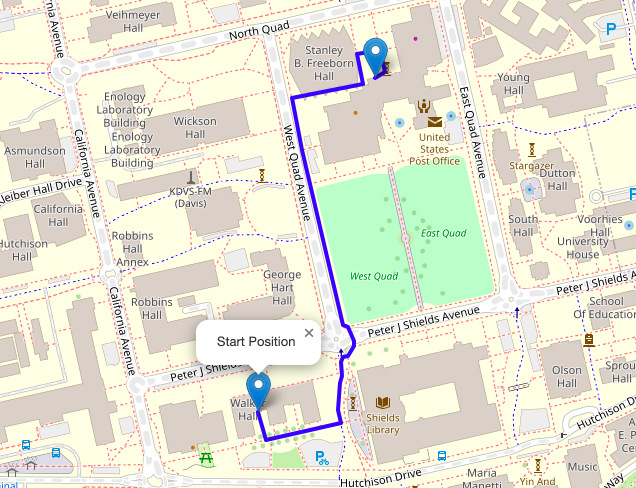 Veihmeyer
Hall
North Quad
California Avenue
Stanley
B. Freeborn
Hall
P
Young
Hall
Enology
Laboratory
Building
Enology
Laboratory
Building
Wickson
Hall
East Quad Avenue
United
States
Post Office
Asmundson
Hall
California Avenue
West Quad Avenue
Stargazer
Dutton
Hall
KDVS-FM
(Davis)
Neiber Hall Drive
California
Hall
South
Hall
Voorhies
Hall
University
House
Hutchison
Hall
Robbins
Hall
Annex
East Quad
West Quad
George
Hart
Hall
Robbins
Hall
California Avenue
Peter J Shields Avenue
Peter J Shields
School
Of Education
Start Position
×
Peter J Shields
Olson
Hall
Hall
Shields
Library
Hutchison Drive
Hutchison Drive
Maria
Manetti
Music
Yin And
P